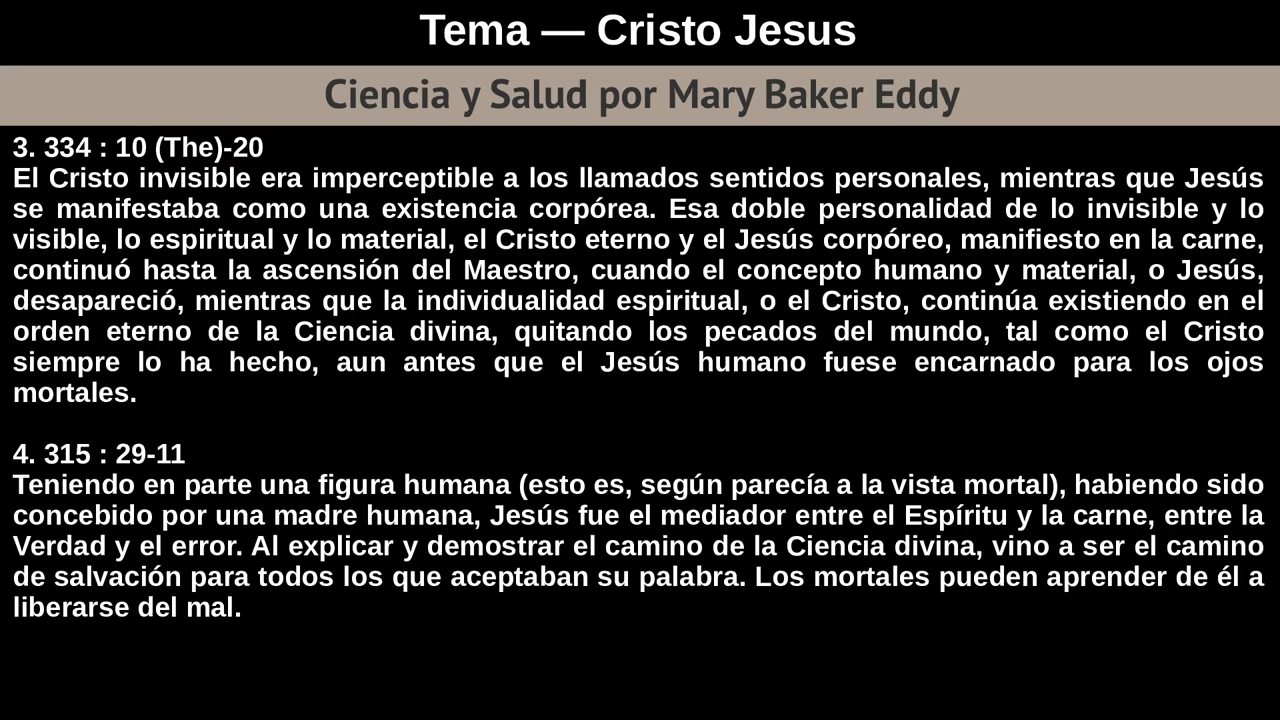 Tema — Cristo Jesus
Ciencia y Salud por Mary Baker Eddy
3. 334 : 10 (The)-20
El Cristo invisible era imperceptible a los llamados sentidos personales, mientras que Jesús
se manifestaba como una existencia corpórea. Esa doble personalidad de lo invisible y lo
visible, lo espiritual y lo material, el Cristo eterno y el Jesús corpóreo, manifiesto en la carne,
continuó hasta la ascensión del Maestro, cuando el concepto humano y material, o Jesús,
desapareció, mientras que la individualidad espiritual, o el Cristo, continúa existiendo en el
orden eterno de la Ciencia divina, quitando los pecados del mundo, tal como el Cristo
siempre lo ha hecho, aun antes que el Jesús humano fuese encarnado para los ojos
mortales.
4. 315 : 29-11
Teniendo en parte una figura humana (esto es, según parecía a la vista mortal), habiendo sido
concebido por una madre humana, Jesús fue el mediador entre el Espíritu y la carne, entre la
Verdad y el error. Al explicar y demostrar el camino de la Ciencia divina, vino a ser el camino
de salvación para todos los que aceptaban su palabra. Los mortales pueden aprender de él a
liberarse del mal.